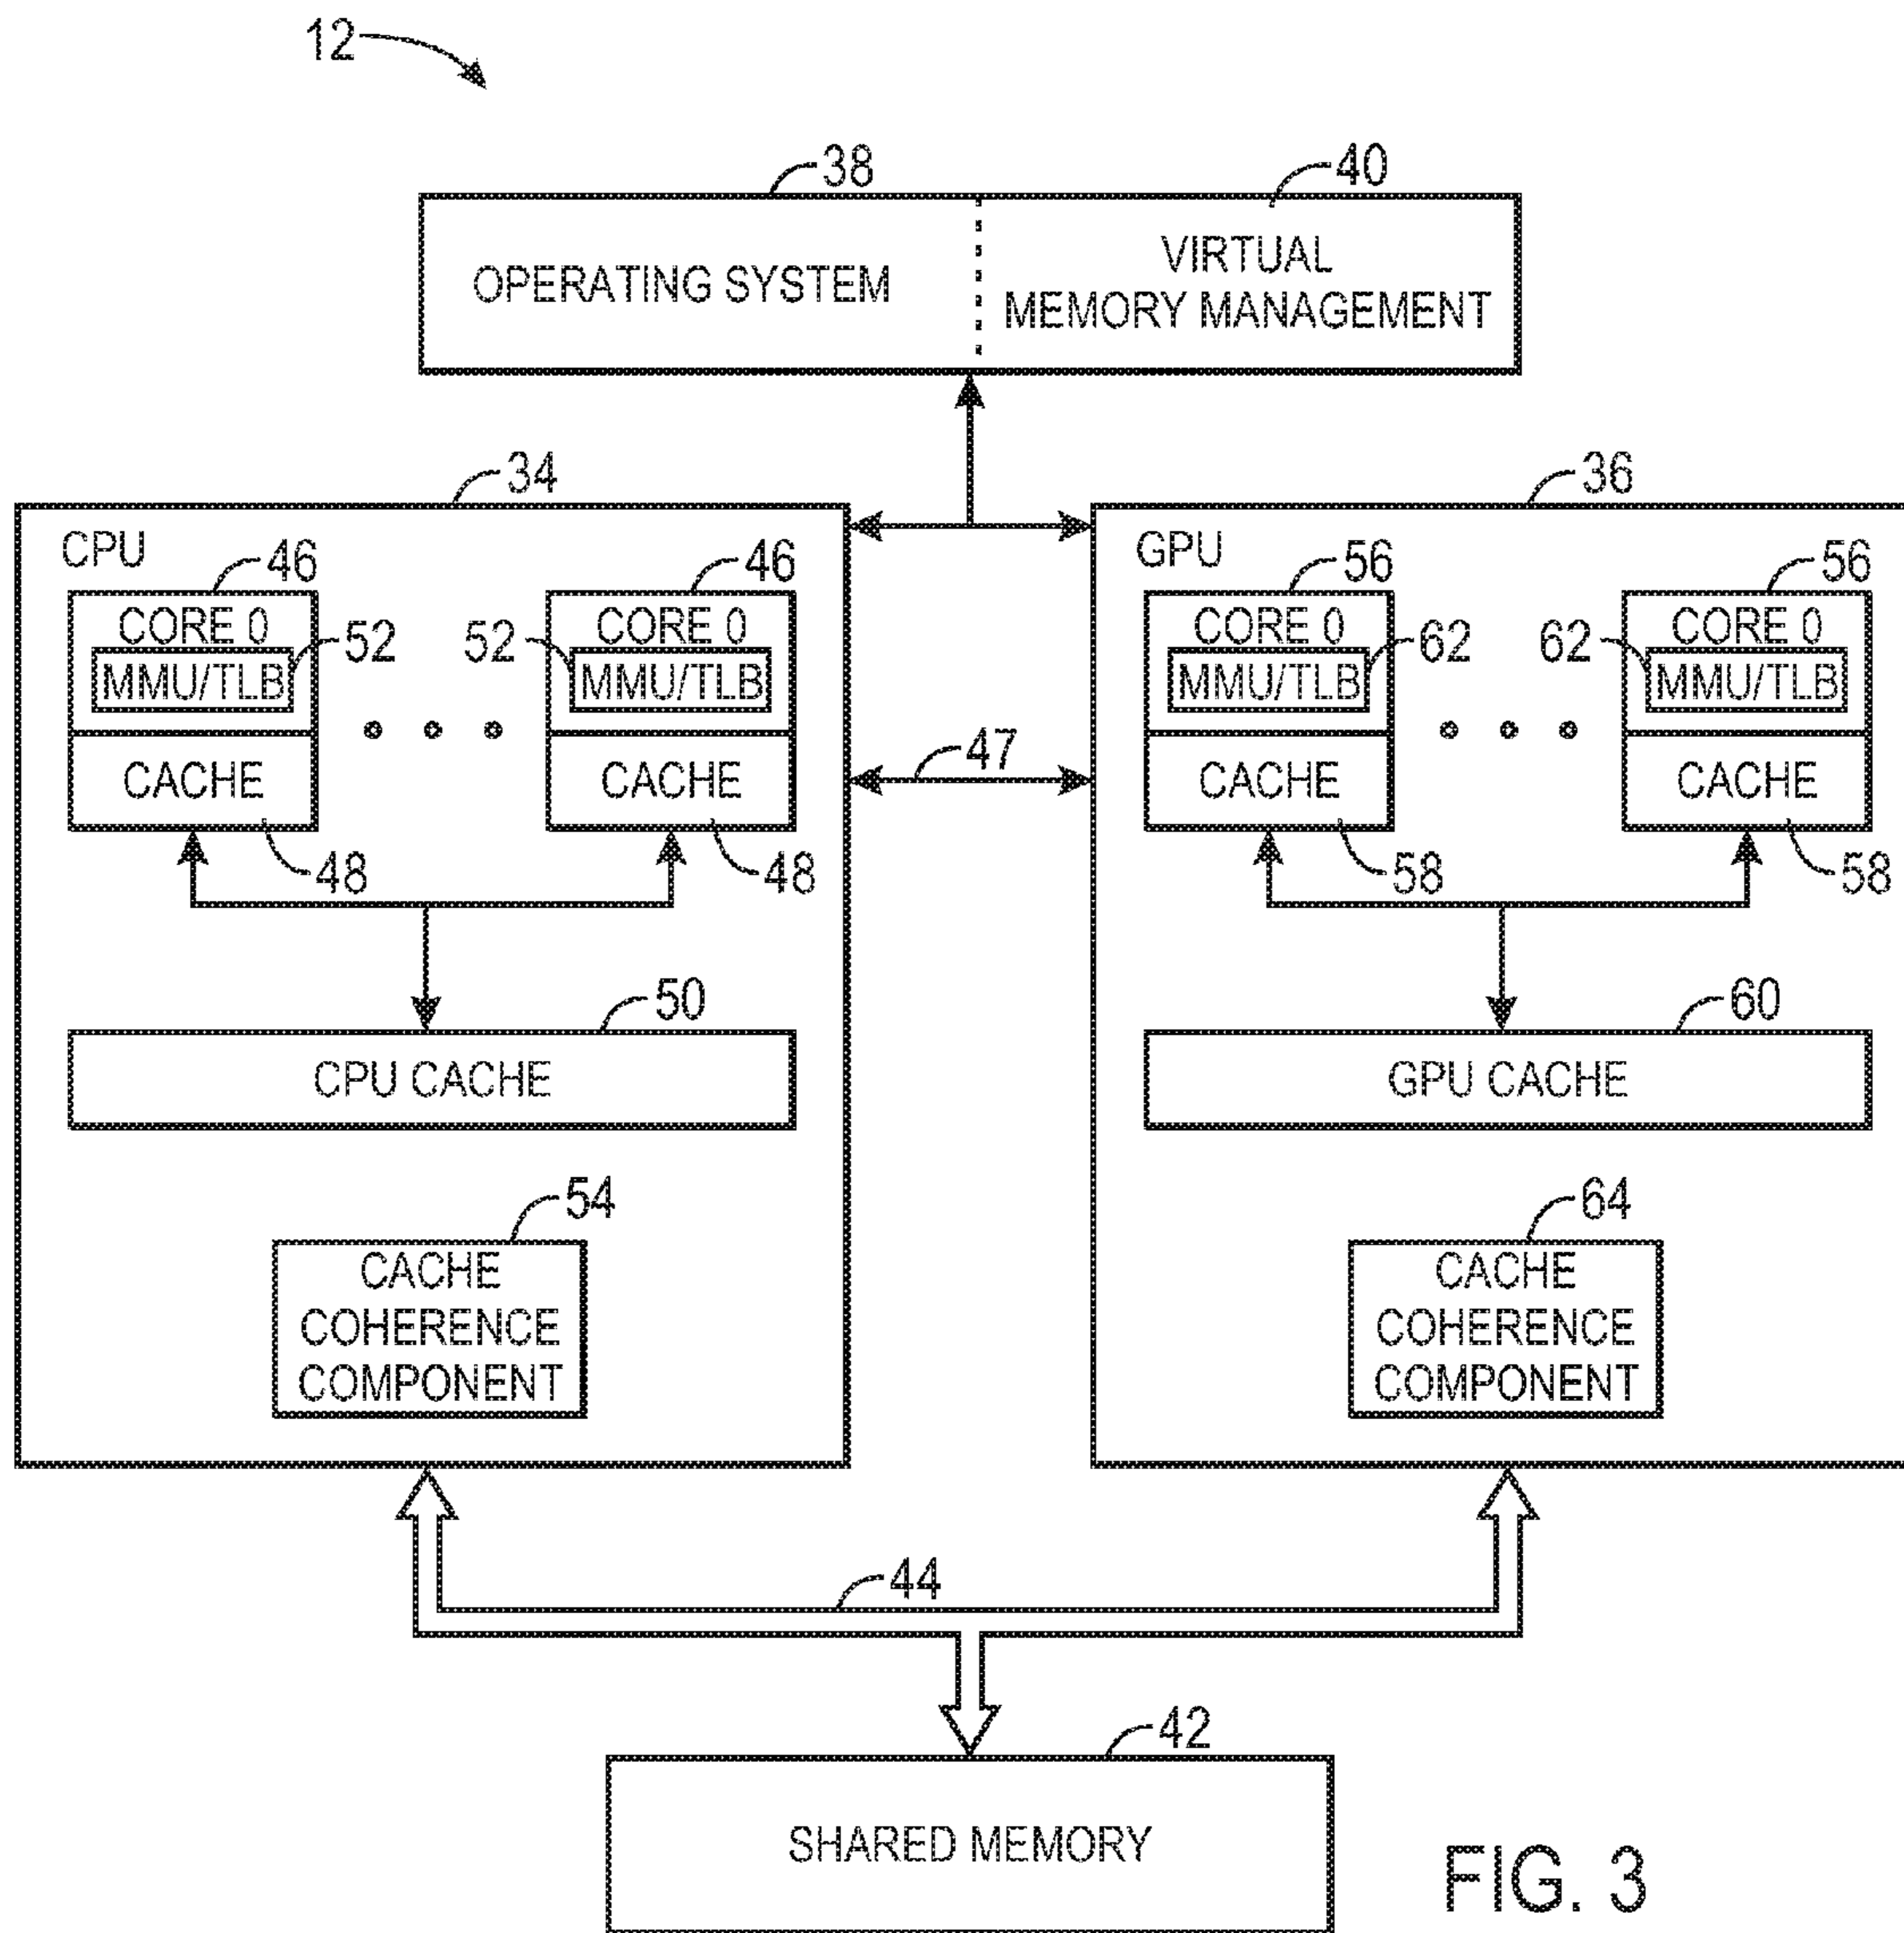 12
38
40
OPERATING SYSTEM
VIRTUAL
MEMORY MANAGEMENT
34
36
CPU
GPU
46
46
56
56
CORE 0
CORE 0
CORE 0
CORE 0
52
52
62
62
MMU/TLB
MMU/TLB
MMU/TLB
MMU/TLB
47
CACHE
CACHE
CACHE
CACHE
48
48
58
58
50
60
CPU CACHE
GPU CACHE
54
64
CACHE
COHERENCE
COMPONENT
CACHE
COHERENCE
COMPONENT
44
42
SHARED MEMORY
FIG. 3